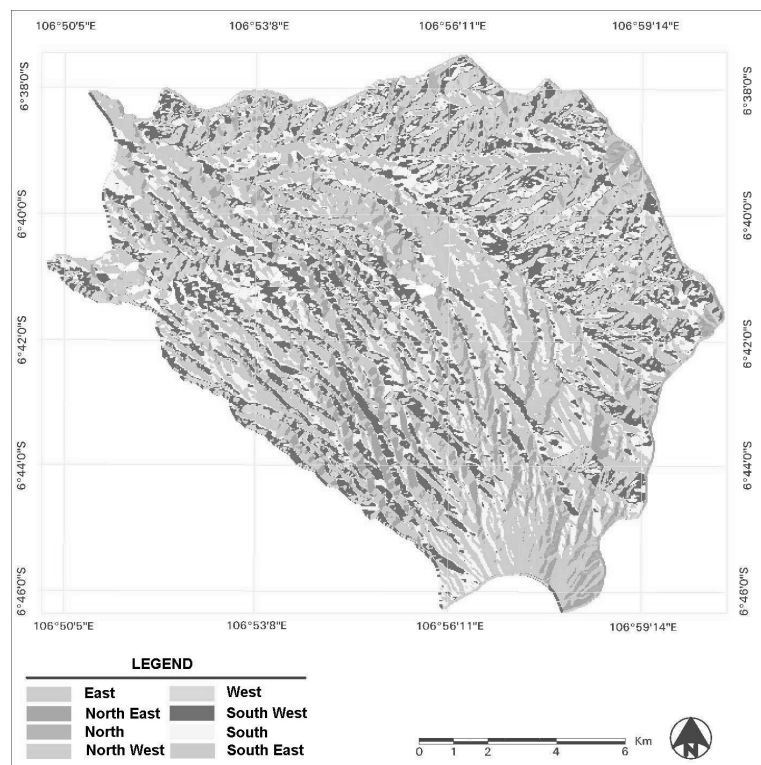 106°50'5"E 106°53'8"E 106°56'11"E 106°59'14"E
6°38'0"S 6°38'0"S
6°40'0"S 6°40'0"S
6°42'0"S 6°42'0"S
6°44'0"S 6°44'0"S
6°46'0"S 6°46'0"S
106°50'5"E 106°53'8"E 106°56'11"E 106°59'14"E
LEGEND
East West
North East South West
North South
North West South East
Km
0 1 2 4 6
N